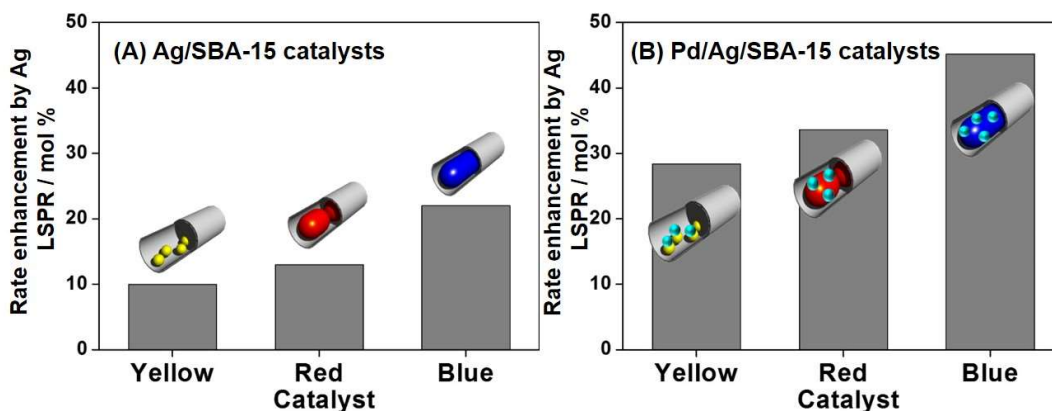 (A) Ag/SBA-15 catalysts
Rate enhancement by Ag
LSPR / mol %
50
40
30
20
10
0
Yellow
Red
Blue
Catalyst
(B) Pd/Ag/SBA-15 catalysts
Rate enhancement by Ag
LSPR / mol %
50
40
30
20
10
0
Yellow
Red
Blue
Catalyst